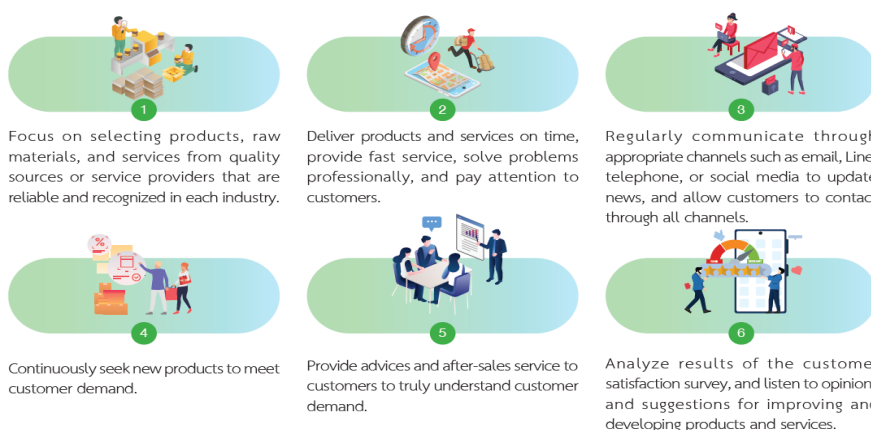 1
Focus on selecting products, raw
materials, and services from quality
sources or service providers that are
reliable and recognized in each industry.
2
Deliver products and services on time,
provide fast service, solve problems
professionally, and pay attention to
customers.
3
Regularly communicate through
appropriate channels such as email, Line
telephone, or social media to update
news, and allow customers to contac
through all channels.
4
Continuously seek new products to meet
customer demand.
5
Provide advices and after-sales service to
customers to truly understand customer
demand.
6
Analyze results of the custome
satisfaction survey, and listen to opinion
and suggestions for improving and
developing products and services.